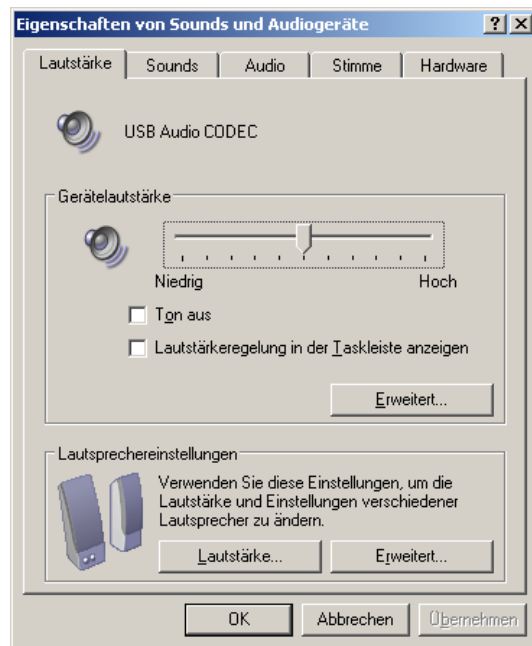 Eigenschaften von Sounds und Audiogeräte
Lautstärke Sounds Audio Stimme Hardware
USB Audio CODEC
Gerätelautstärke
Niedrig Hoch
Ton aus
Lautstärkeregelung in der Taskleiste anzeigen
Erweitert...
Lautsprechereinstellungen
Verwenden Sie diese Einstellungen, um die
Lautstärke und Einstellungen verschiedener
Lautsprecher zu ändern.
Lautstärke... Erweitert...
OK Abbrechen Übernehmen